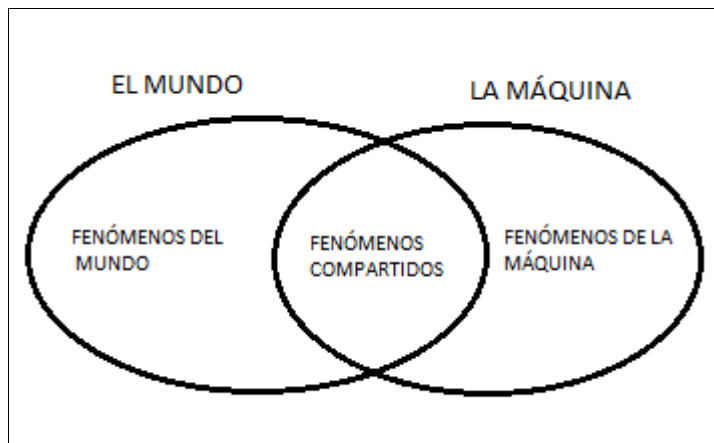 EL MUNDO
LA MÁQUINA
FENÓMENOS DEL
MUNDO
FENÓMENOS
COMPARTIDOS
FENÓMENOS DE LA
MÁQUINA